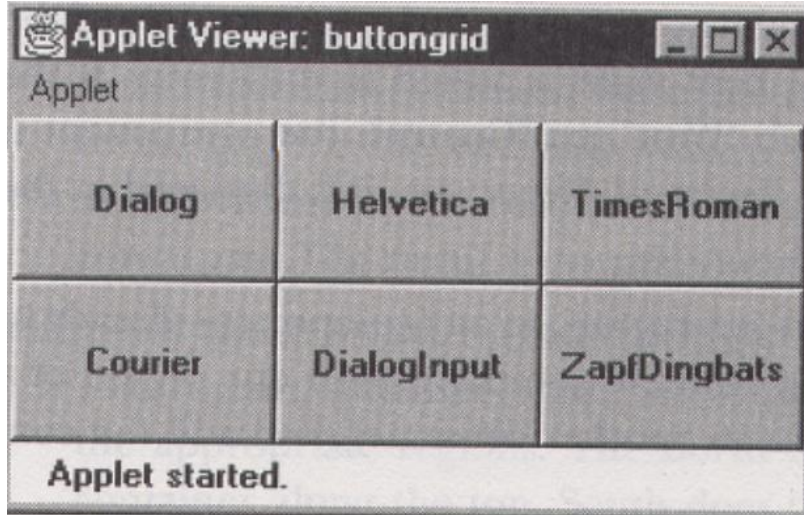 Applet Viewer: buttongrid
Applet
Dialog Helvetica TimesRoman
Courier DialogInput ZapfDingbats
Applet started.